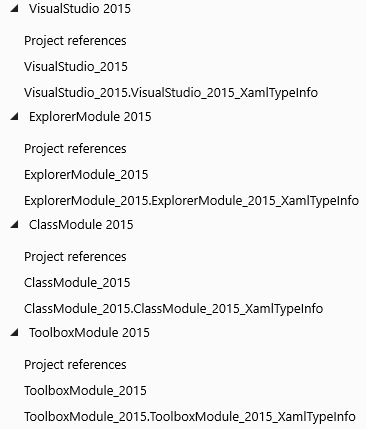 VisualStudio 2015
Project references
VisualStudio_2015
VisualStudio_2015.VisualStudio_2015_XamlTypeInfo
ExplorerModule 2015
Project references
ExplorerModule_2015
ExplorerModule_2015.ExplorerModule_2015_XamlTypeInfo
ClassModule 2015
Project references
ClassModule_2015
ClassModule_2015.ClassModule_2015_XamlTypeInfo
ToolboxModule 2015
Project references
ToolboxModule_2015
ToolboxModule_2015.ToolboxModule_2015_XamlTypeInfo